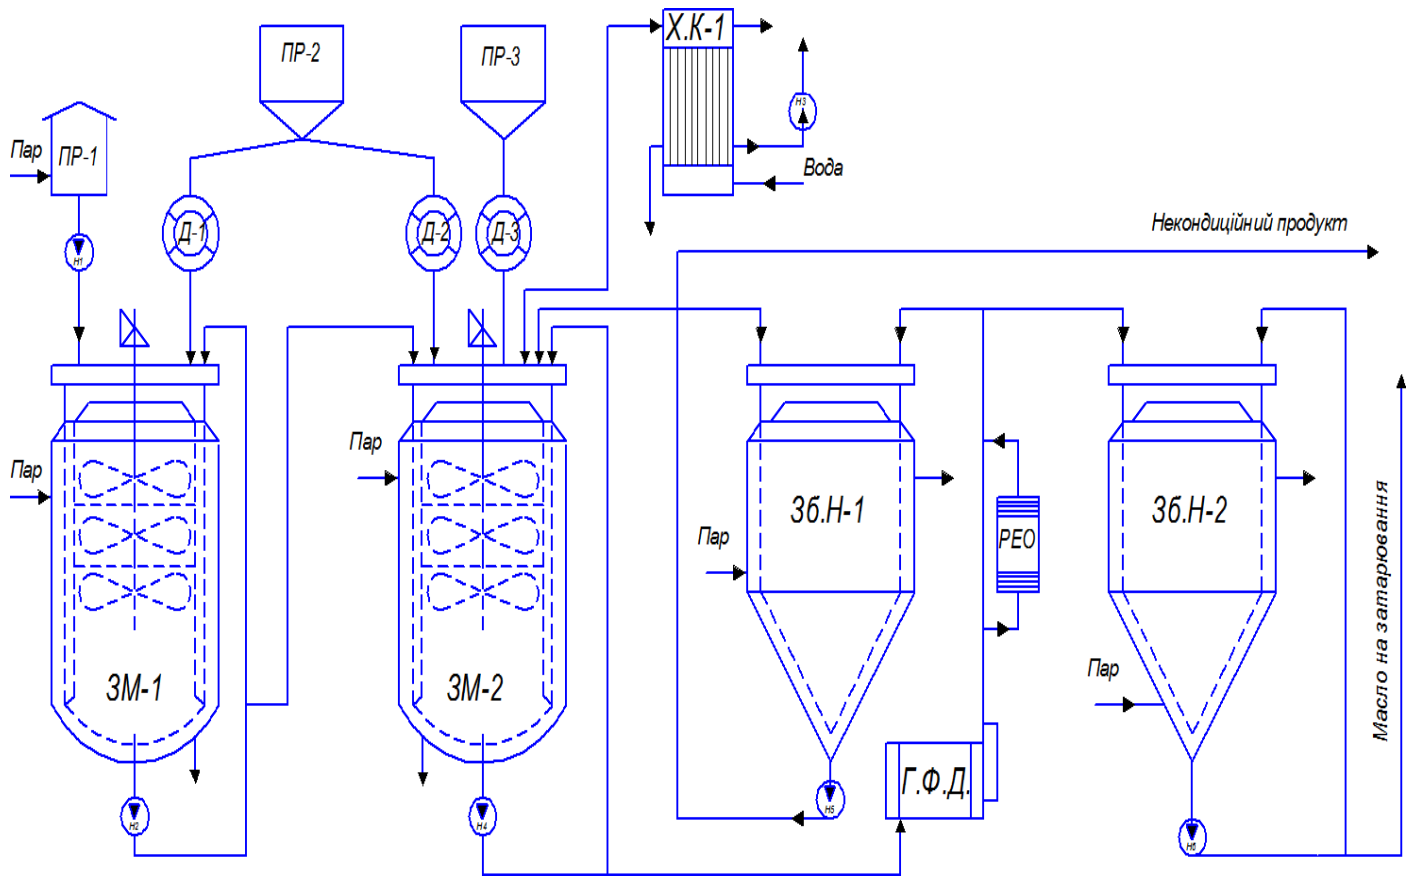 Х.К-1
ПР-2
ПР-3
Н3
Пар
ПР-1
Вода
Д-1
Д-2
Д-3
Некондиційний продукт
Н1
Пар
Пар
Зб.Н-1
Зб.Н-2
Пар
РЕО
Масло на затарювання
ЗМ-1
ЗМ-2
Пар
Г.Ф.Д.
Н2
Н4
Н5
Н6